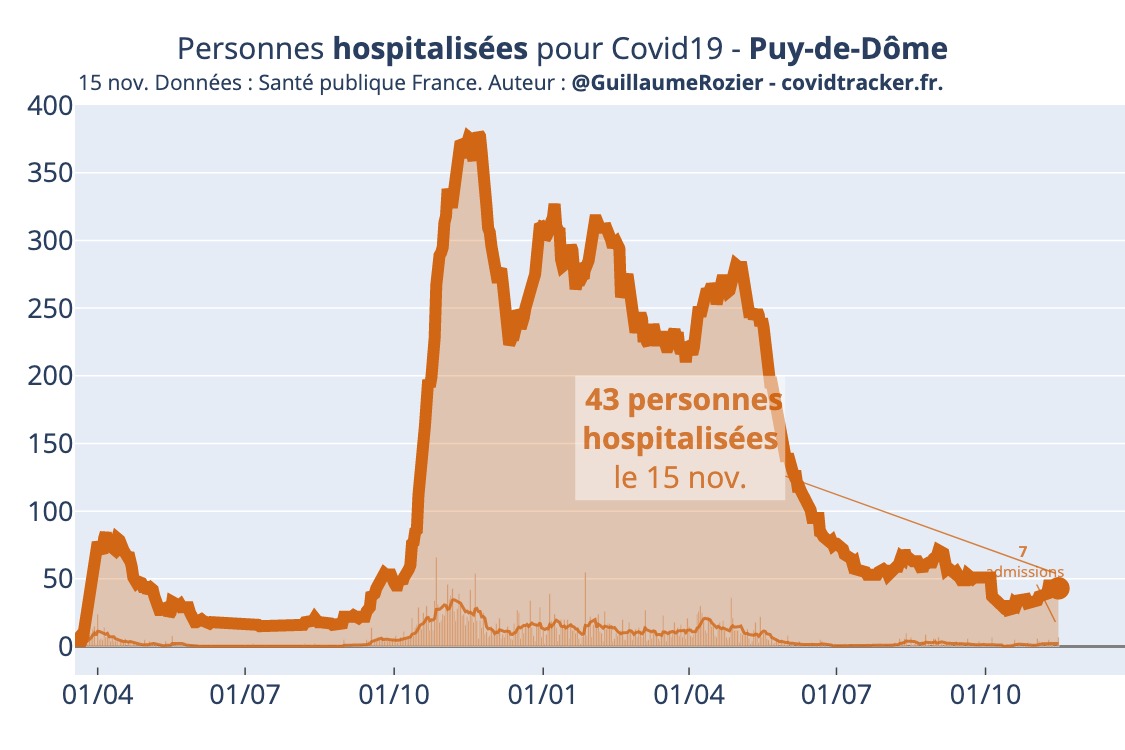 Personnes hospitalisées pour Covid19 - Puy-de-Dôme
15 nov. Données : Santé publique France. Auteur : @GuillaumeRozier - covidtracker.fr.
400
350
300
250
200
150
100
50
0
43 personnes
hospitalisées
le 15 nov.
7
admissions
01/04 01/07 01/10 01/01 01/04 01/07 01/10